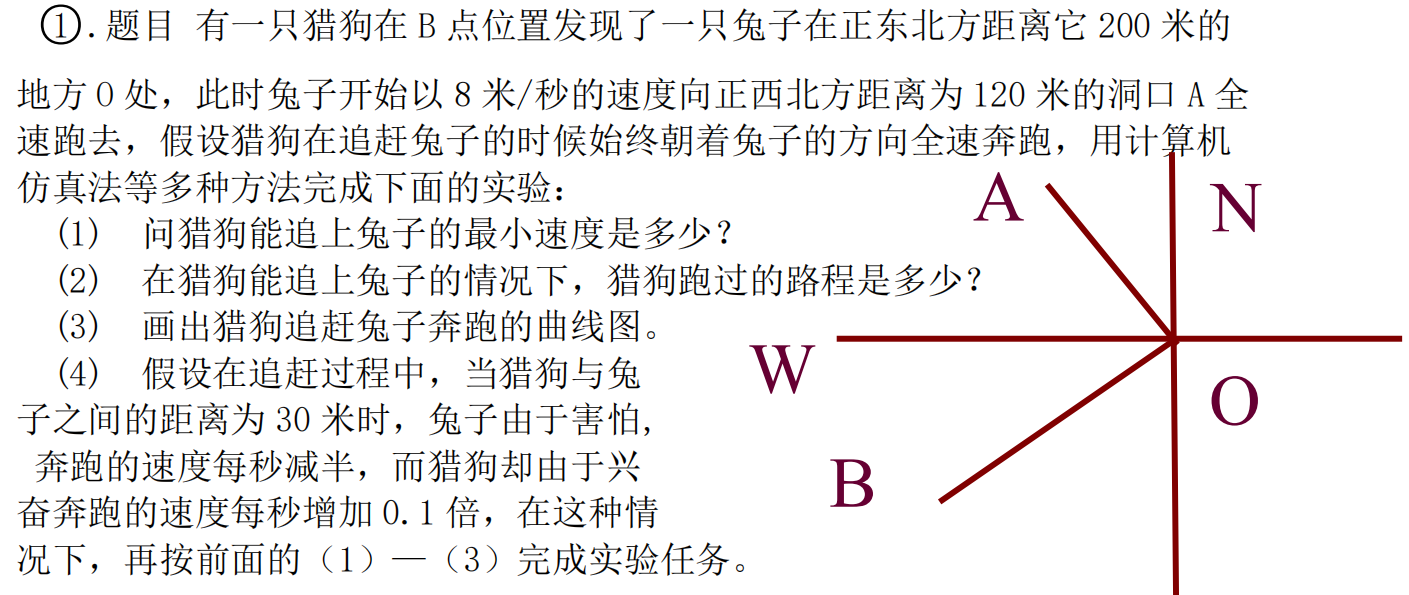 ①.题目 有一只猎狗在 B 点位置发现了一只兔子在正东北方距离它 200 米的
地方 O 处，此时兔子开始以 8 米/秒的速度向正西北方距离为 120 米的洞口 A 全
速跑去，假设猎狗在追赶兔子的时候始终朝着兔子的方向全速奔跑，用计算机
仿真法等多种方法完成下面的实验：
(1) 问猎狗能追上兔子的最小速度是多少？
(2) 在猎狗能追上兔子的情况下，猎狗跑过的路程是多少？
(3) 画出猎狗追赶兔子奔跑的曲线图。
(4) 假设在追赶过程中，当猎狗与兔
子之间的距离为 30 米时，兔子由于害怕,
奔跑的速度每秒减半，而猎狗却由于兴
奋奔跑的速度每秒增加 0.1 倍，在这种情
况下，再按前面的（1）—（3）完成实验任务。
A
N
W
O
B